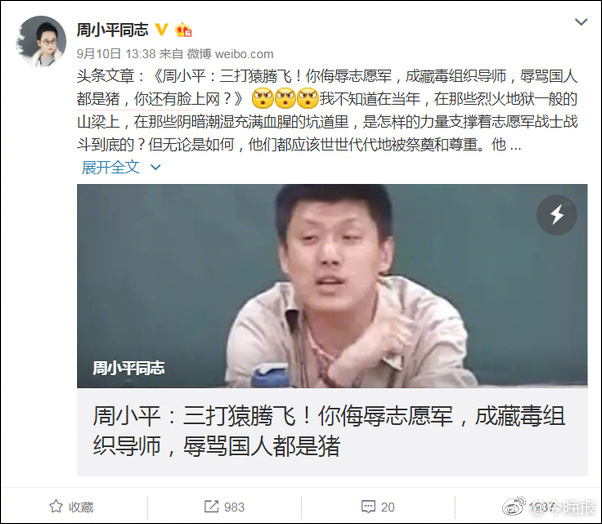 周小平同志
9月10日 13:38 来自 微博 weibo.com
头条文章：《周小平：三打猿腾飞！你侮辱志愿军，成藏毒组织导师，辱骂国人
都是猪，你还有脸上网？》我不知道在当年，在那些烈火地狱一般的
山梁上，在那些阴暗潮湿充满血腥的坑道里，是怎样的力量支撑着志愿军战士战
斗到底的？但无论是如何，他们都应该世世代代地被祭奠和尊重。他 ...
展开全文
周小平同志
周小平：三打猿腾飞！你侮辱志愿军，成藏毒组
织导师，辱骂国人都是猪
收藏
983
20
@今晚报